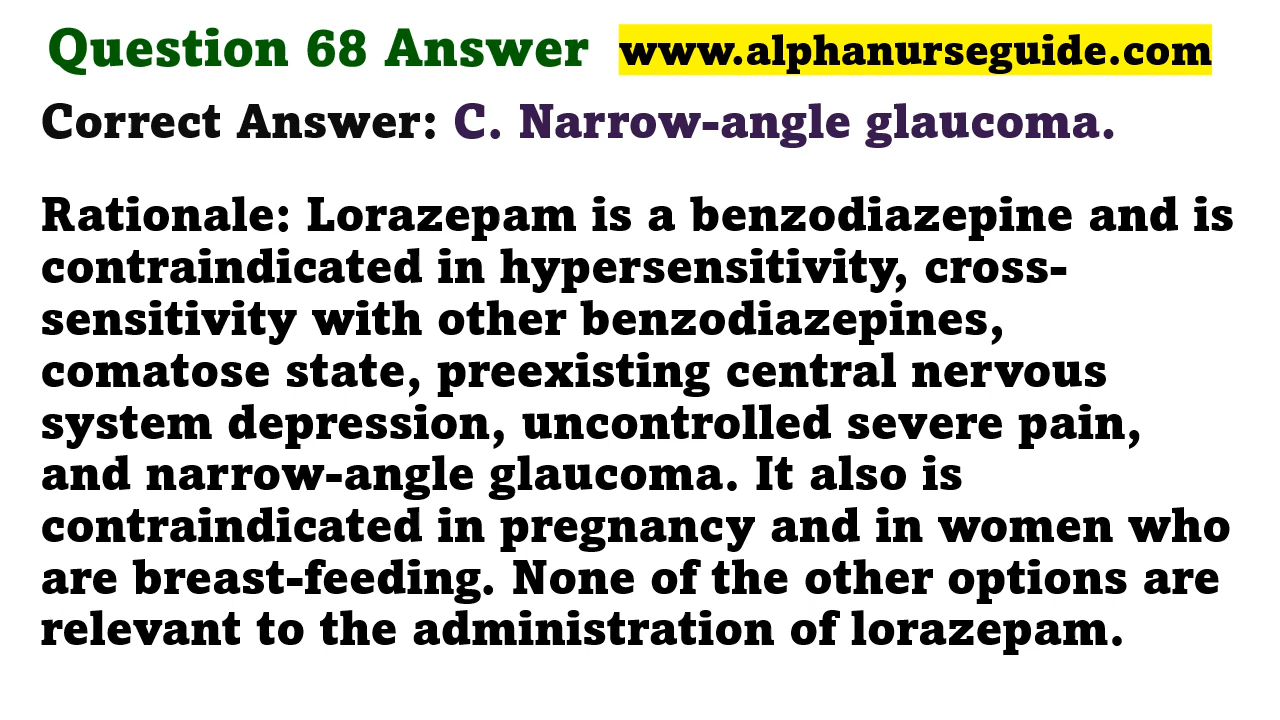 Question 68 Answer www.alphanurseguide.com
Correct Answer: C. Narrow-angle glaucoma.
Rationale: Lorazepam is a benzodiazepine and is
contraindicated in hypersensitivity, cross-
sensitivity with other benzodiazepines,
comatose state, preexisting central nervous
system depression, uncontrolled severe pain,
and narrow-angle glaucoma. It also is
contraindicated in pregnancy and in women who
are breast-feeding. None of the other options are
relevant to the administration of lorazepam.